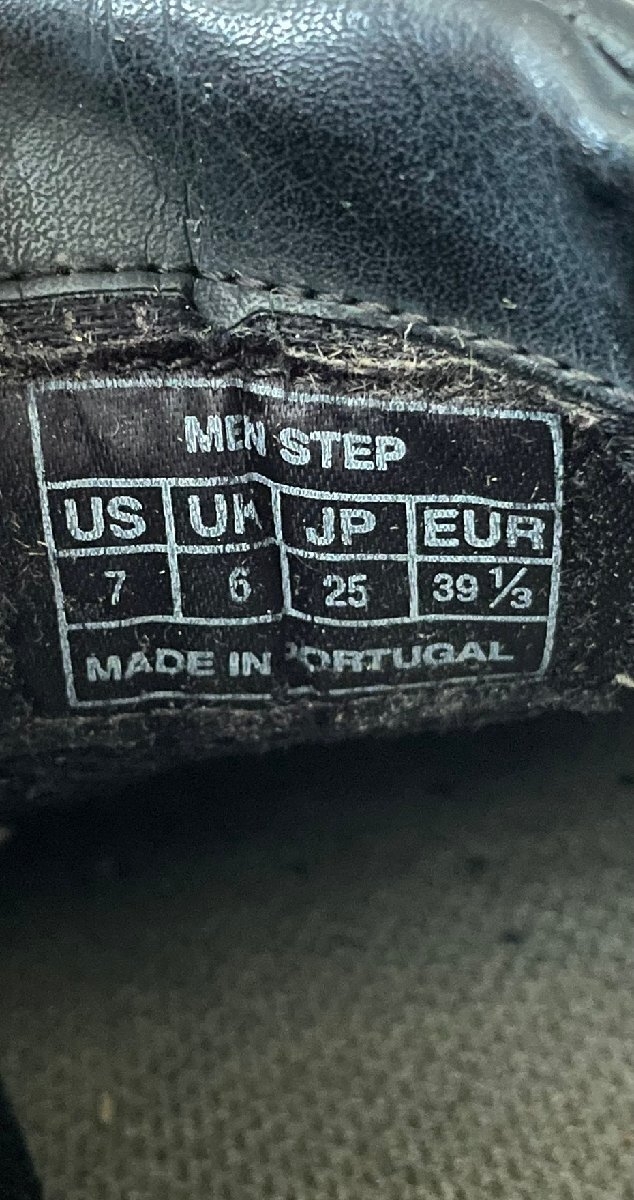 MEN STEP
US UK JP EUR
7 6 25 39 1/3
MADE IN PORTUGAL